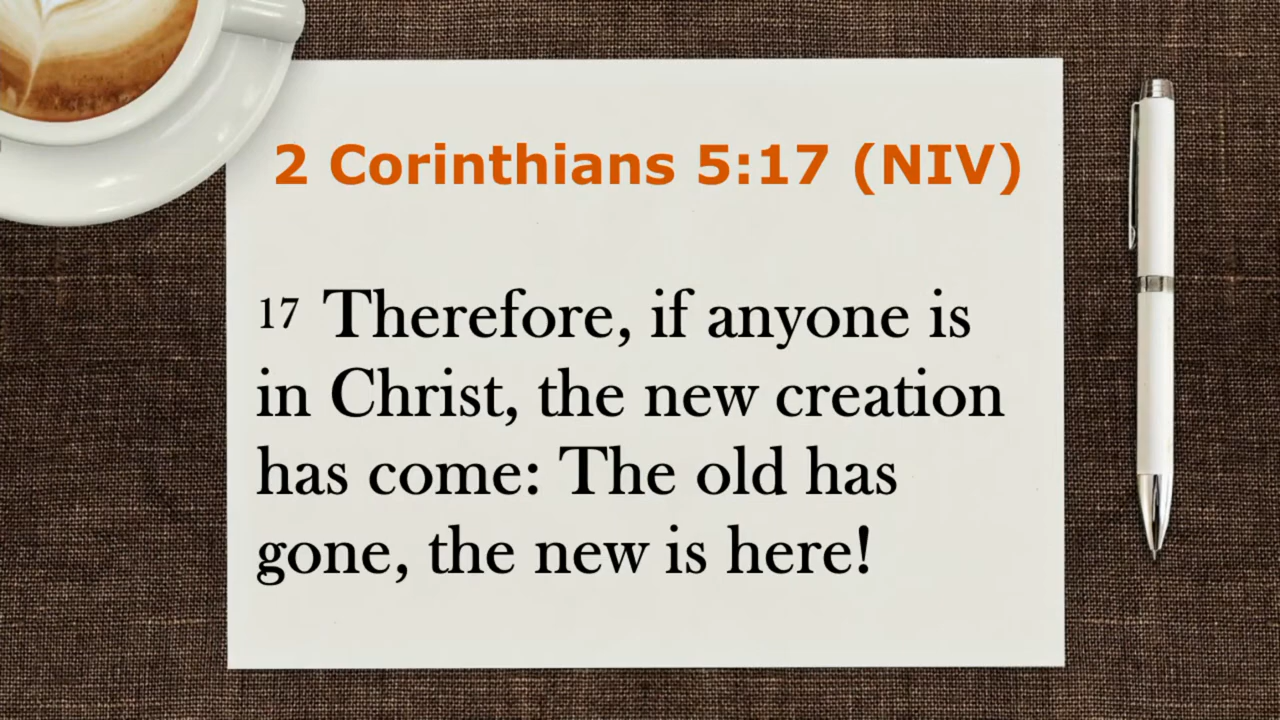 2 Corinthians 5:17 (NIV)
17 Therefore, if anyone is
in Christ, the new creation
has come: The old has
gone, the new is here!